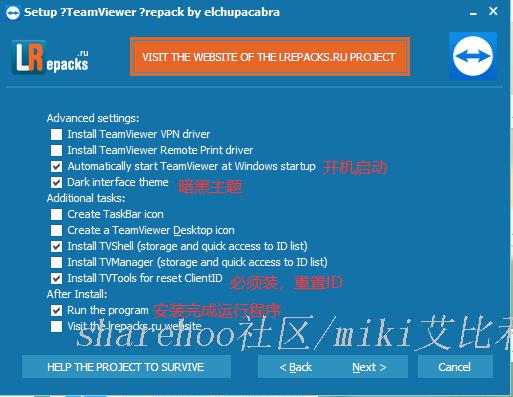 Setup ?TeamViewer ?repack by elchupacabra
LRepacks.ru
VISIT THE WEBSITE OF THE LREPACKS.RU PROJECT
Advanced settings:
Install TeamViewer VPN driver
Install TeamViewer Remote Print driver
Automatically start TeamViewer at Windows startup 开机启动
Dark interface theme 暗黑主题
Additional tasks:
Create TaskBar icon
Create a TeamViewer Desktop icon
Install TVShell (storage and quick access to ID list)
Install TVManager (storage and quick access to ID list)
Install TVTools for reset ClientID 必须装，重置ID
After Install:
Run the program 安装完成运行程序
Visit the lrepacks.ru website
sharehoo社区/miki艾比
HELP THE PROJECT TO SURVIVE
< Back
Next >
Cancel